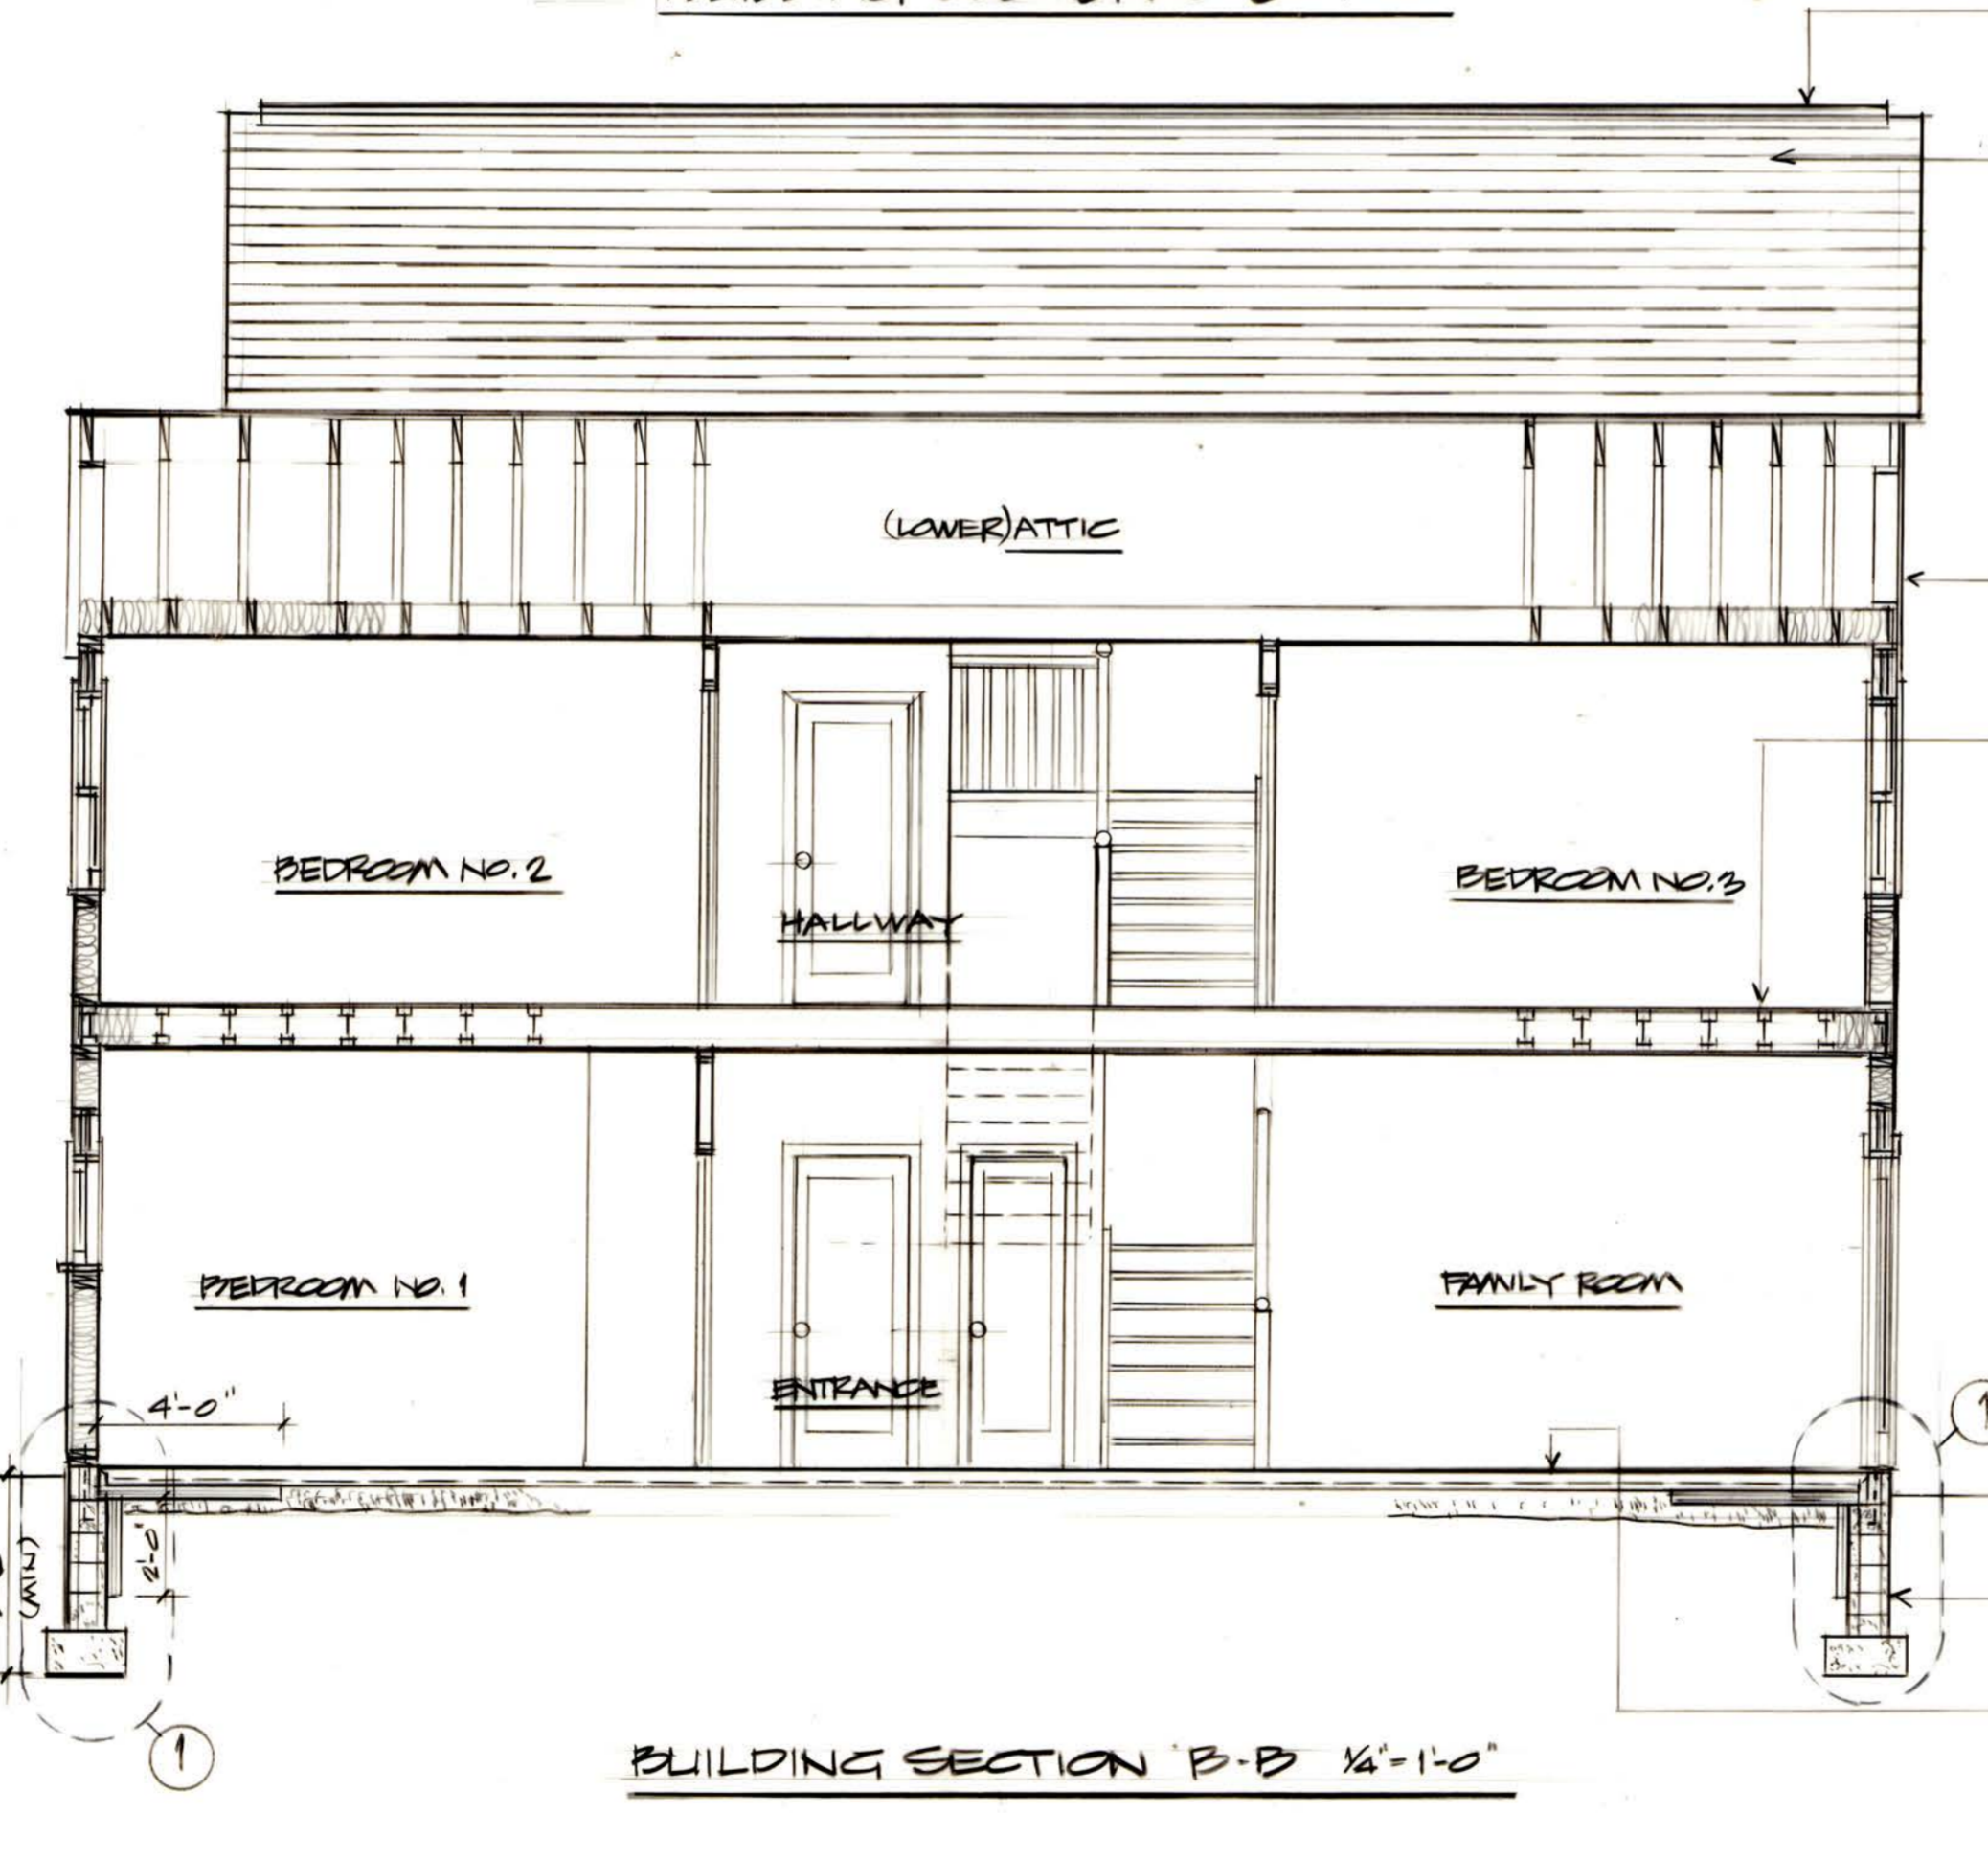 (LOWER) ATTIC
BEDROOM NO. 2
HALLWAY
BEDROOM NO. 3
BEDROOM NO. 1
ENTRANCE
FAMILY ROOM
4'-0"
2'-0"
(MIN)
1
1
BUILDING SECTION B-B 1/4" = 1'-0"